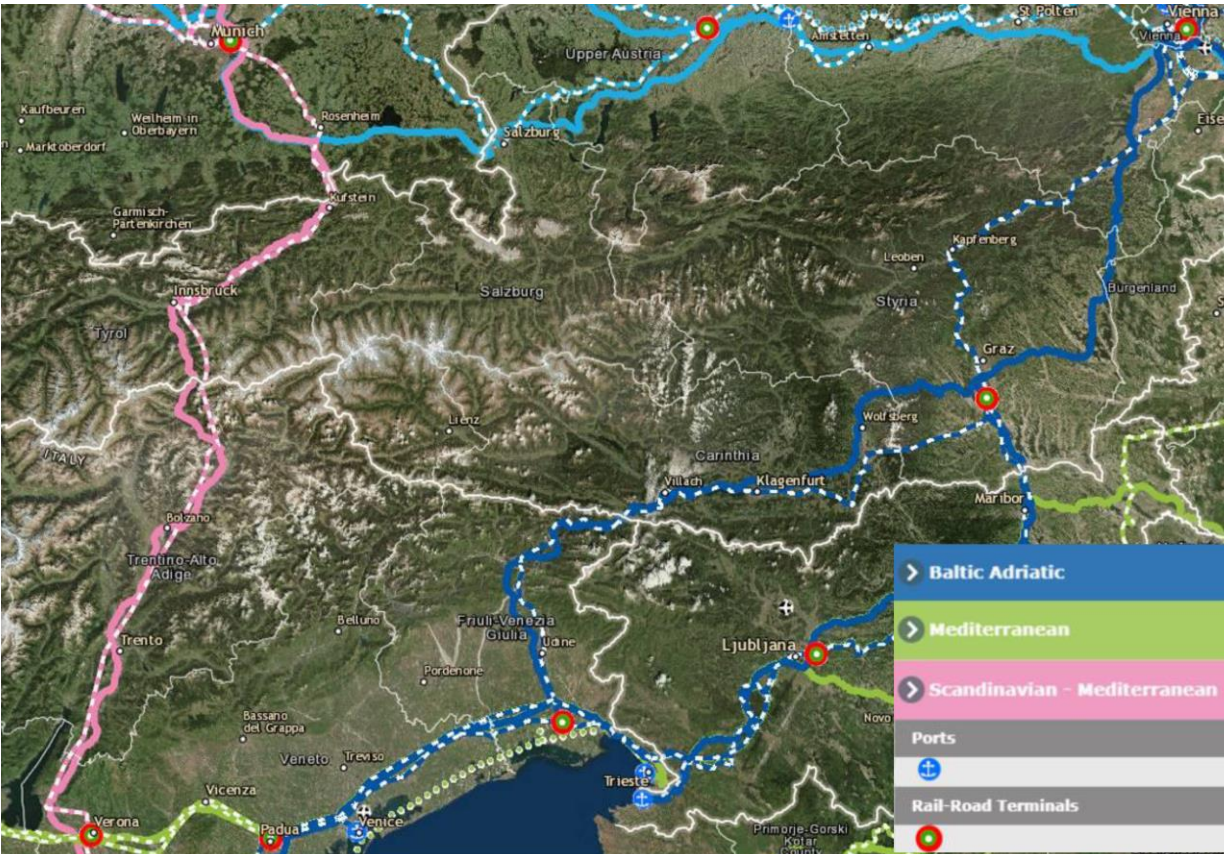 Munich
St Polten
Vienna
Vienna
Amstetten
Upper Austria
Kaufbeuren
Weilheim in
Oberbayern
Rosenheim
Marktoberdorf
Salzburg
Eise
Kufstein
Garmisch-
Partenkirchen
Kapfenberg
Leoben
Innsbruck
Salzburg
Styria
Burgenland
Tyrol
Graz
Lienz
Wolfsberg
ITALY
Carinthia
Villach
Klagenfurt
Maribor
Bolzano
Trentino-Alto
Adige
Baltic Adriatic
Belluno
Friuli-Venezia
Giulia
Udine
Mediterranean
Trento
Ljubljana
Pordenone
Scandinavian - Mediterranean
Bassano
del Grappa
Novo
Ports
Veneto
Treviso
Trieste
Vicenza
Rail-Road Terminals
Verona
Padua
Venice
Primorje-Gorski
Kotar
County